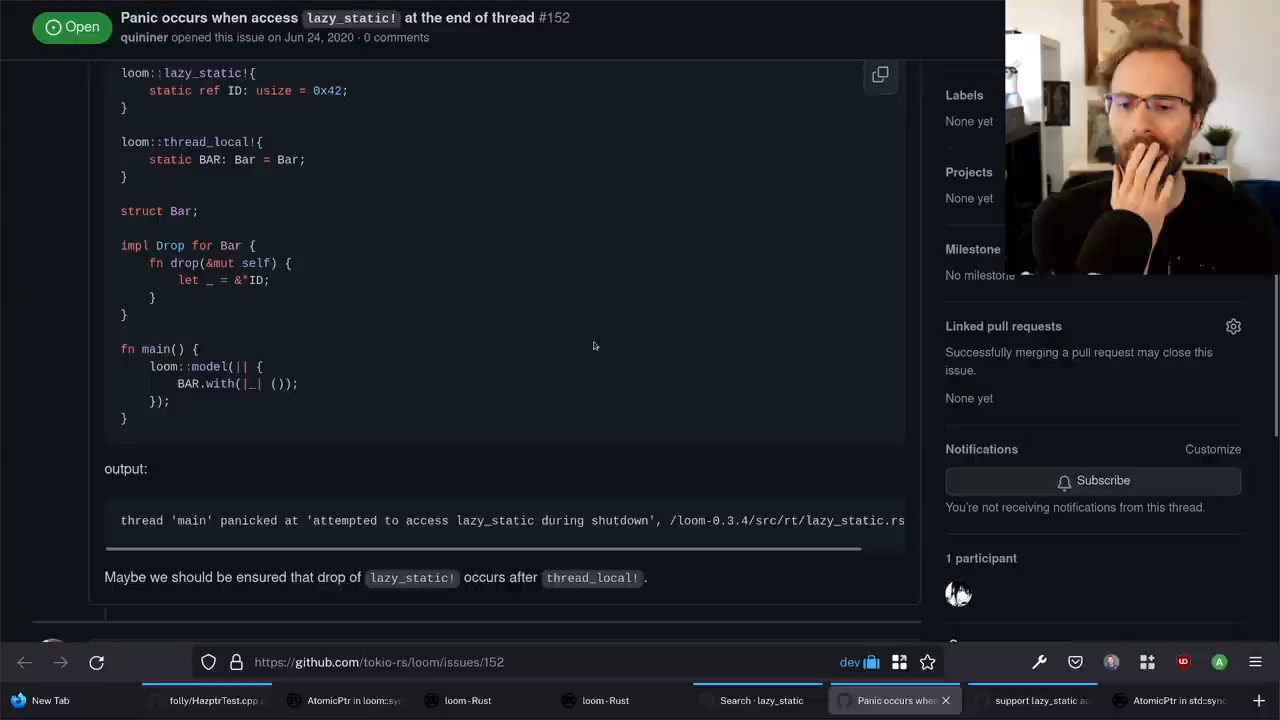 Open
Panic occurs when access lazy_static! at the end of thread #152
quininer opened this issue on Jun 24, 2020 · 0 comments
loom::lazy_static!{
static ref ID: usize = 0x42;
}
loom::thread_local!{
static BAR: Bar = Bar;
}
struct Bar;
impl Drop for Bar {
fn drop(&mut self) {
let _ = &*ID;
}
}
fn main() {
loom::model(|| {
BAR.with(|_| ());
});
}
output:
thread 'main' panicked at 'attempted to access lazy_static during shutdown', /loom-0.3.4/src/rt/lazy_static.rs
Maybe we should be ensured that drop of lazy_static! occurs after thread_local!.
Labels
None yet
Projects
None yet
Milestone
No milestone
Linked pull requests
Successfully merging a pull request may close this
issue.
None yet
Notifications
Customize
Subscribe
You're not receiving notifications from this thread.
1 participant
https://github.com/tokio-rs/loom/issues/152
dev
New Tab
folly/HazptrTest.cpp
AtomicPtr in loom::sy
loom - Rust
loom - Rust
Search · lazy_static
Panic occurs when
support lazy_static ac
AtomicPtr in std::sync